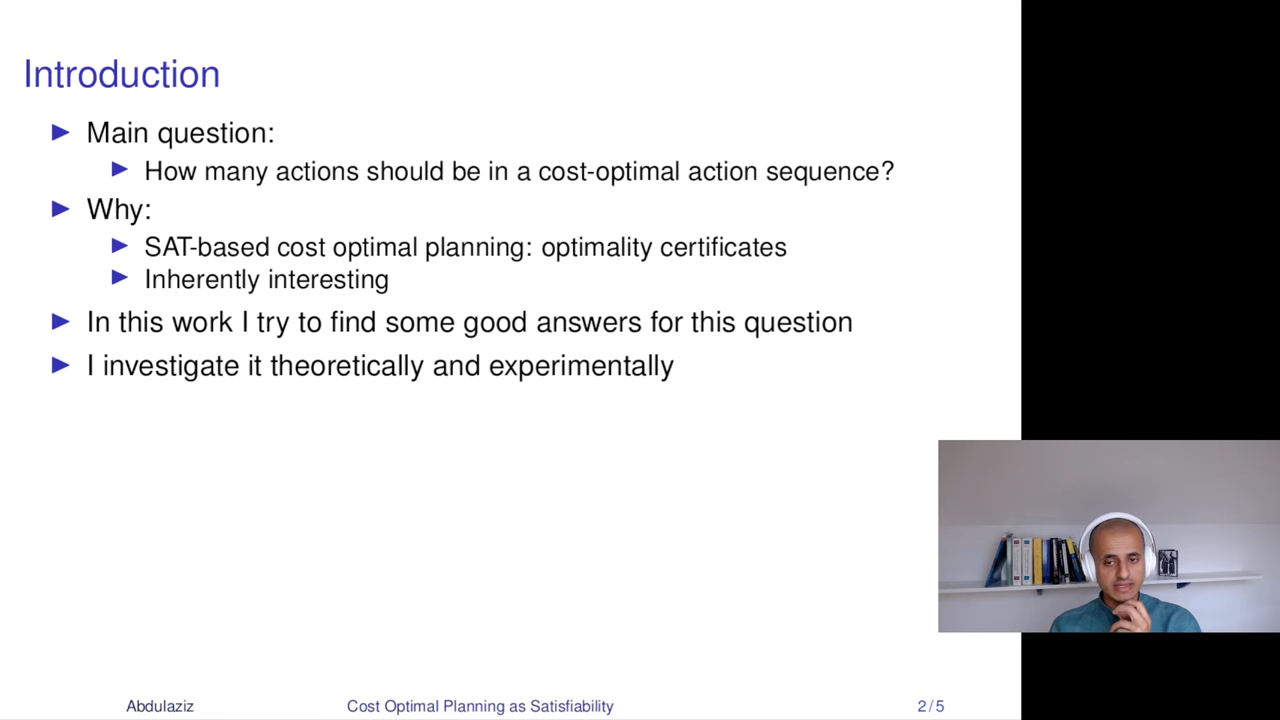 Introduction
Main question:
How many actions should be in a cost-optimal action sequence?
Why:
SAT-based cost optimal planning: optimality certificates
Inherently interesting
In this work I try to find some good answers for this question
I investigate it theoretically and experimentally
Abdulaziz Cost Optimal Planning as Satisfiability 2/5